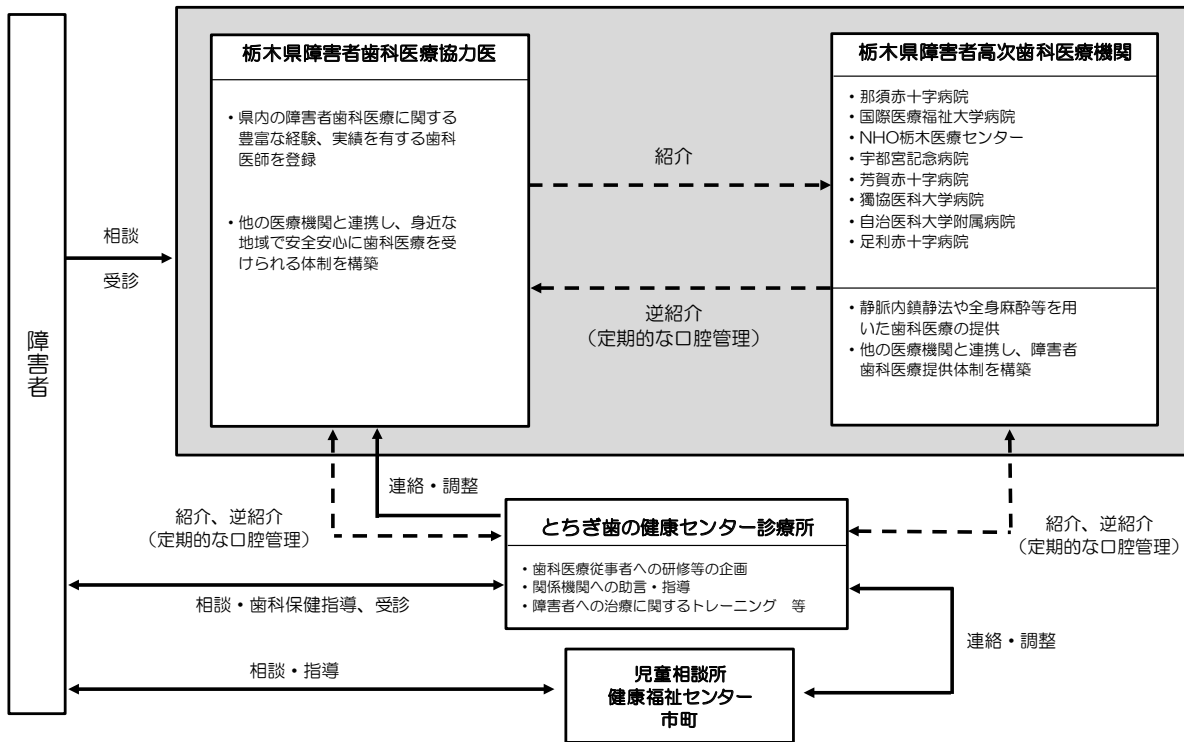 栃木県障害者歯科医療協力医
・県内の障害者歯科医療に関する
豊富な経験、実績を有する歯科
医師を登録
・他の医療機関と連携し、身近な
地域で安全安心に歯科医療を受
けられる体制を構築
紹介
逆紹介
（定期的な口腔管理）
栃木県障害者高次歯科医療機関
・那須赤十字病院
・国際医療福祉大学病院
・NHO栃木医療センター
・宇都宮記念病院
・芳賀赤十字病院
・獨協医科大学病院
・自治医科大学附属病院
・足利赤十字病院
・静脈内鎮静法や全身麻酔等を用
いた歯科医療の提供
・他の医療機関と連携し、障害者
歯科医療提供体制を構築
相談
受診
障害者
連絡・調整
紹介、逆紹介
（定期的な口腔管理）
とちぎ歯の健康センター診療所
・歯科医療従事者への研修等の企画
・関係機関への助言・指導
・障害者への治療に関するトレーニング　等
紹介、逆紹介
（定期的な口腔管理）
相談・歯科保健指導、受診
連絡・調整
相談・指導
児童相談所
健康福祉センター
市町